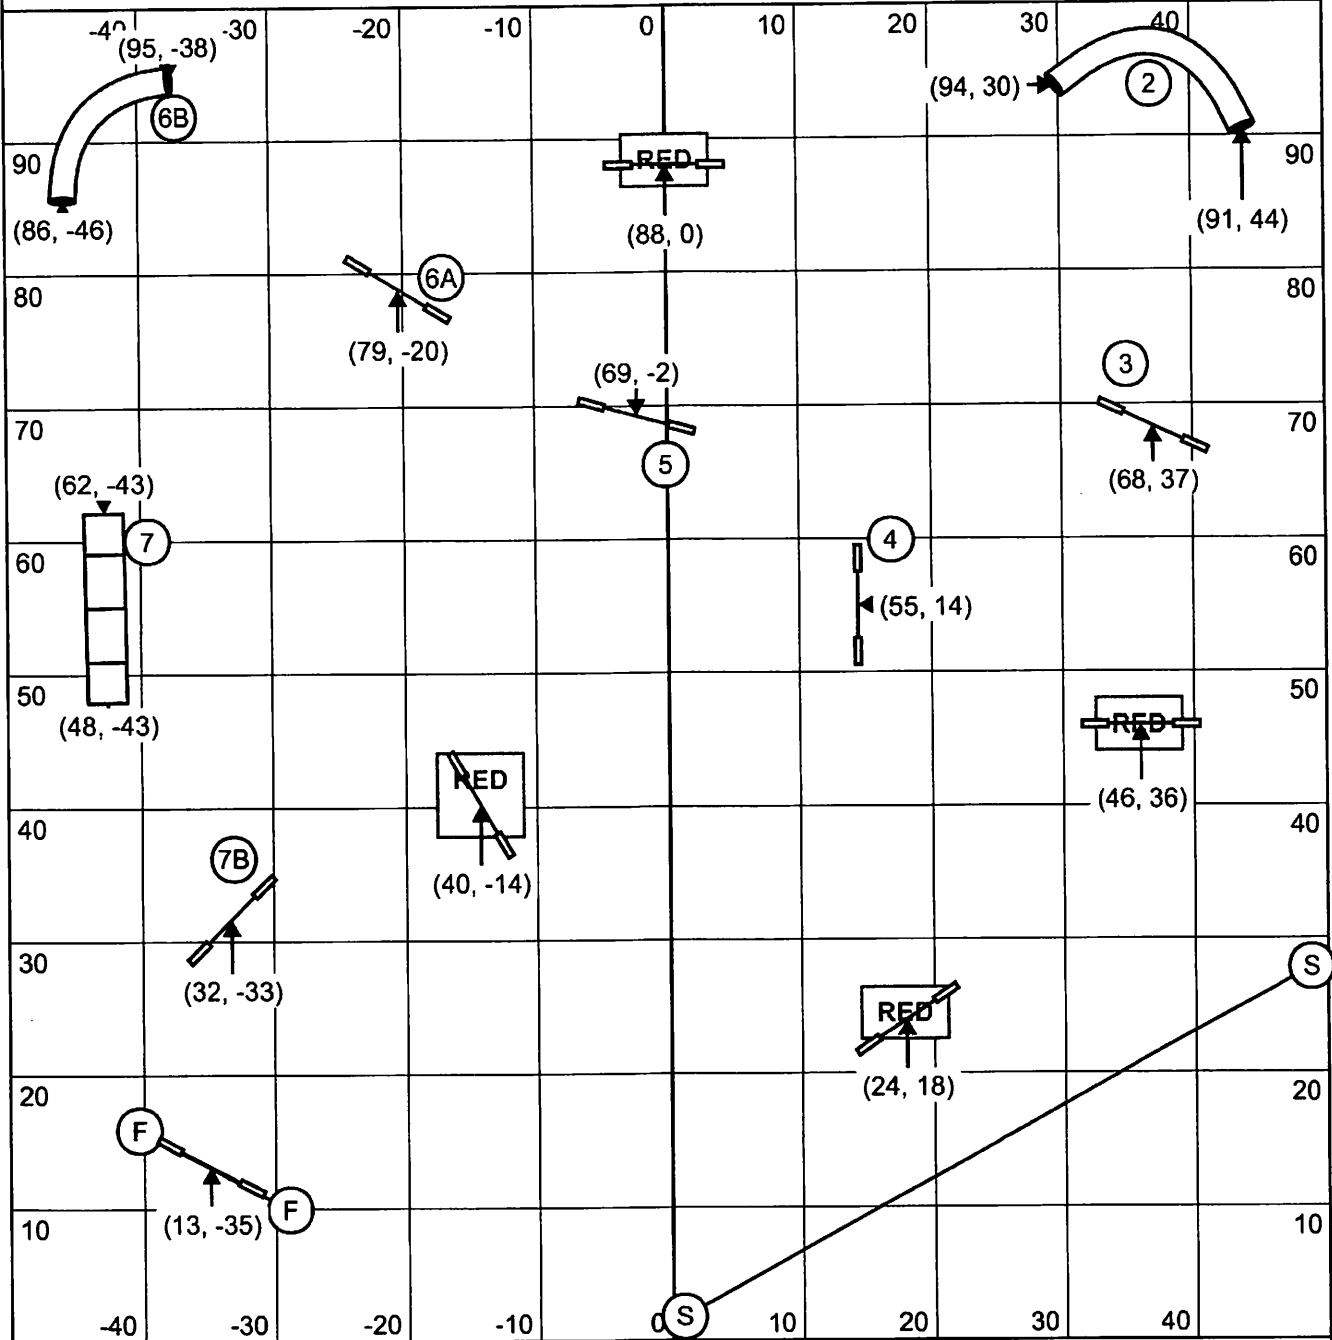 -40 -30 -20 -10 0 10 20 30 40
(95, -38)
6B
(94, 30)
2
90 RED 90
(86, -46)
(88, 0)
(91, 44)
6A
80 80
(79, -20)
(69, -2)
3
70 70
5
(68, 37)
(62, -43)
7
4
60 60
(55, 14)
50 50
(48, -43)
RED
RED
(46, 36)
40 40
7B
(40, -14)
30 S
(32, -33)
RED
(24, 18)
20 20
F
F
(13, -35)
10 10
-40 -30 -20 -10 0 S 10 20 30 40